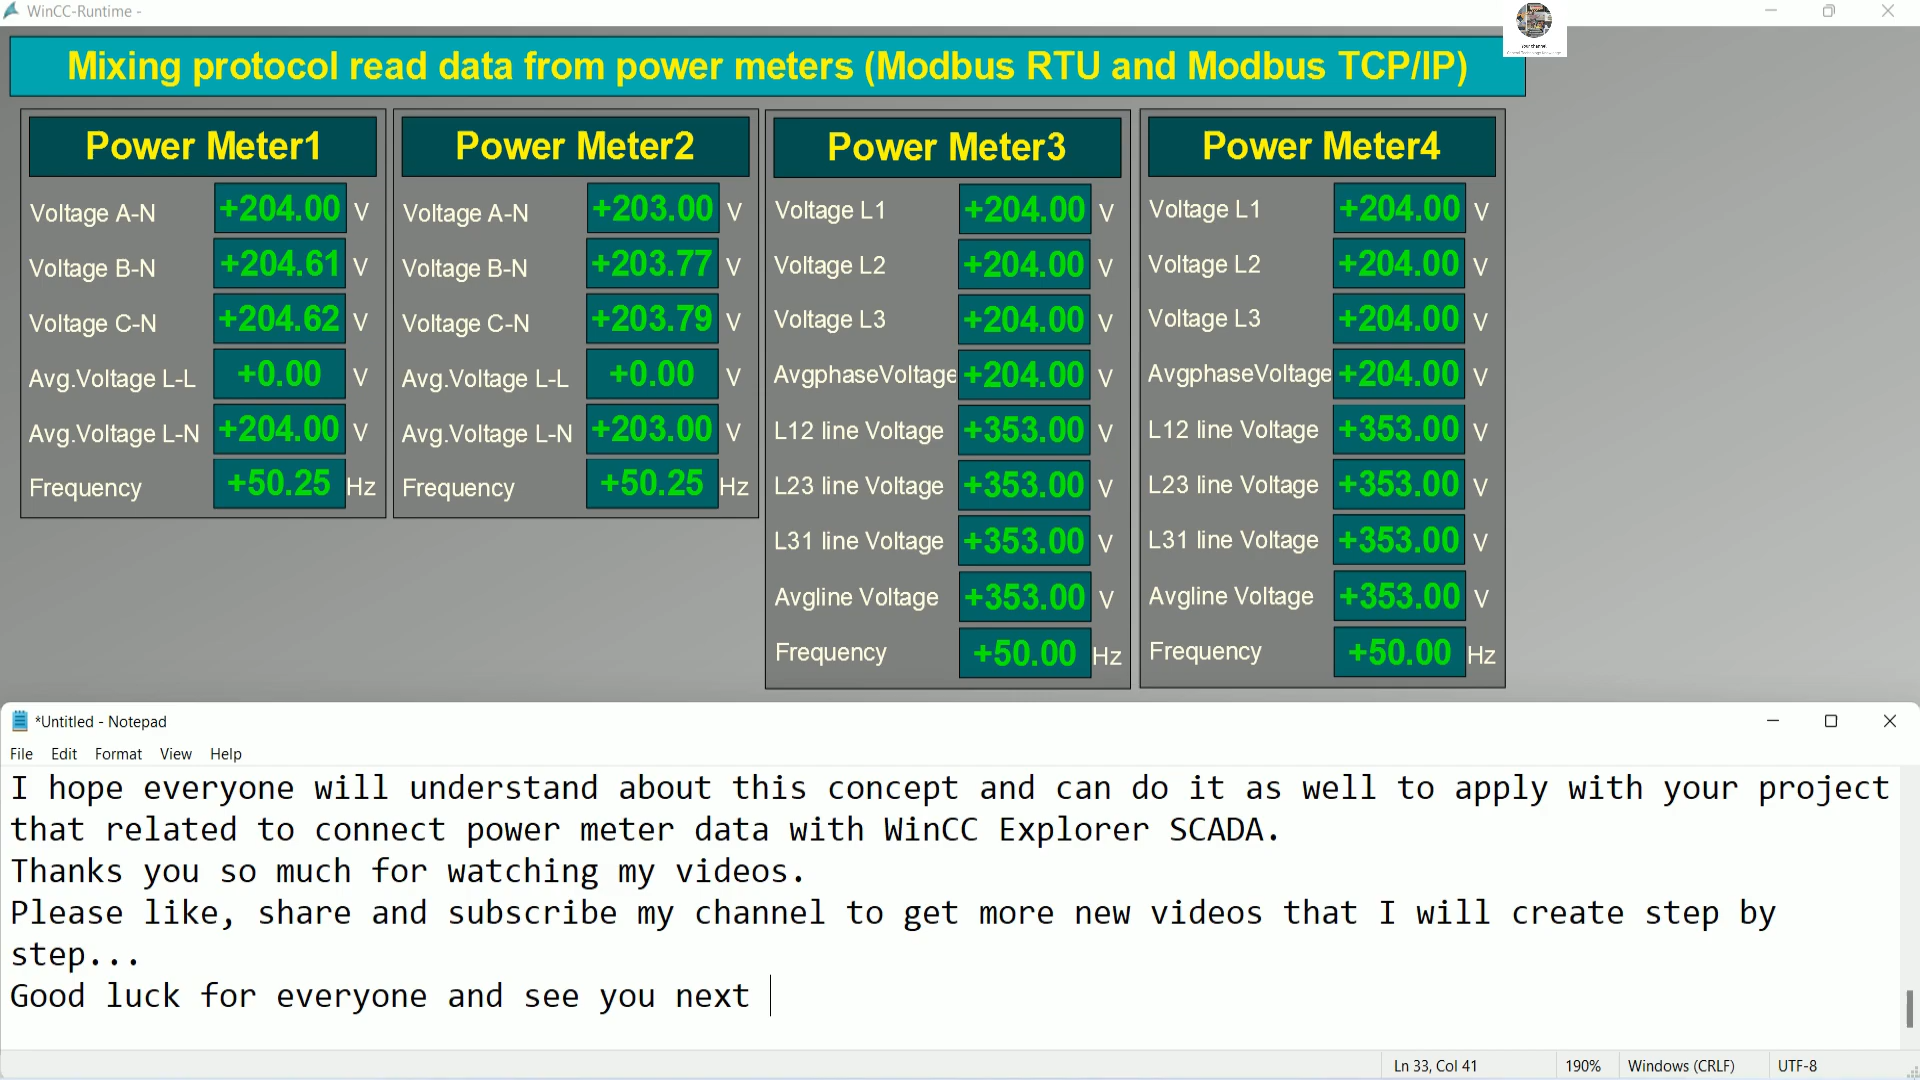 WinCC-Runtime -
Your channel
Mixing protocol read data from power meters (Modbus RTU and Modbus TCP/IP)
Power Meter1
Voltage A-N +204.00 V
Voltage B-N +204.61 V
Voltage C-N +204.62 V
Avg.Voltage L-L +0.00 V
Avg.Voltage L-N +204.00 V
Frequency +50.25 Hz
Power Meter2
Voltage A-N +203.00 V
Voltage B-N +203.77 V
Voltage C-N +203.79 V
Avg.Voltage L-L +0.00 V
Avg.Voltage L-N +203.00 V
Frequency +50.25 Hz
Power Meter3
Voltage L1 +204.00 V
Voltage L2 +204.00 V
Voltage L3 +204.00 V
AvgphaseVoltage +204.00 V
L12 line Voltage +353.00 V
L23 line Voltage +353.00 V
L31 line Voltage +353.00 V
Avgline Voltage +353.00 V
Frequency +50.00 Hz
Power Meter4
Voltage L1 +204.00 V
Voltage L2 +204.00 V
Voltage L3 +204.00 V
AvgphaseVoltage +204.00 V
L12 line Voltage +353.00 V
L23 line Voltage +353.00 V
L31 line Voltage +353.00 V
Avgline Voltage +353.00 V
Frequency +50.00 Hz
*Untitled - Notepad
File Edit Format View Help
I hope everyone will understand about this concept and can do it as well to apply with your project
that related to connect power meter data with WinCC Explorer SCADA.
Thanks you so much for watching my videos.
Please like, share and subscribe my channel to get more new videos that I will create step by
step...
Good luck for everyone and see you next
Ln 33, Col 41 190% Windows (CRLF) UTF-8